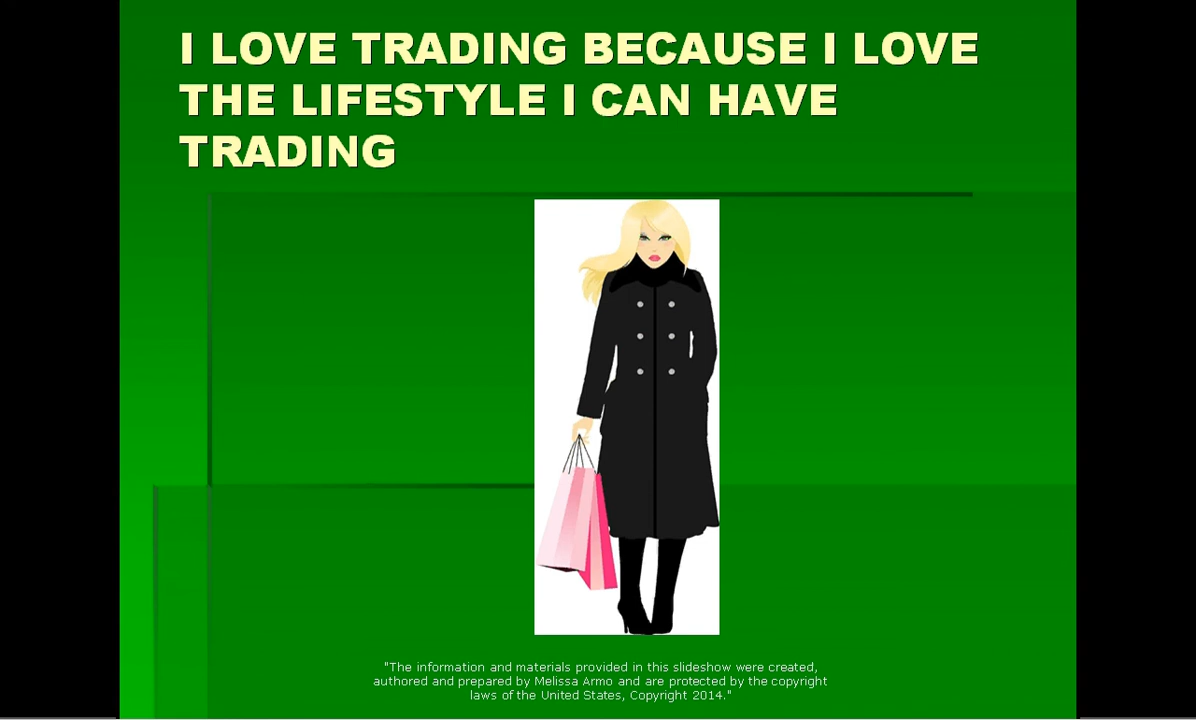 I LOVE TRADING BECAUSE I LOVE
THE LIFESTYLE I CAN HAVE
TRADING
"The information and materials provided in this slideshow were created,
authored and prepared by Melissa Armo and are protected by the copyright
laws of the United States, Copyright 2014."